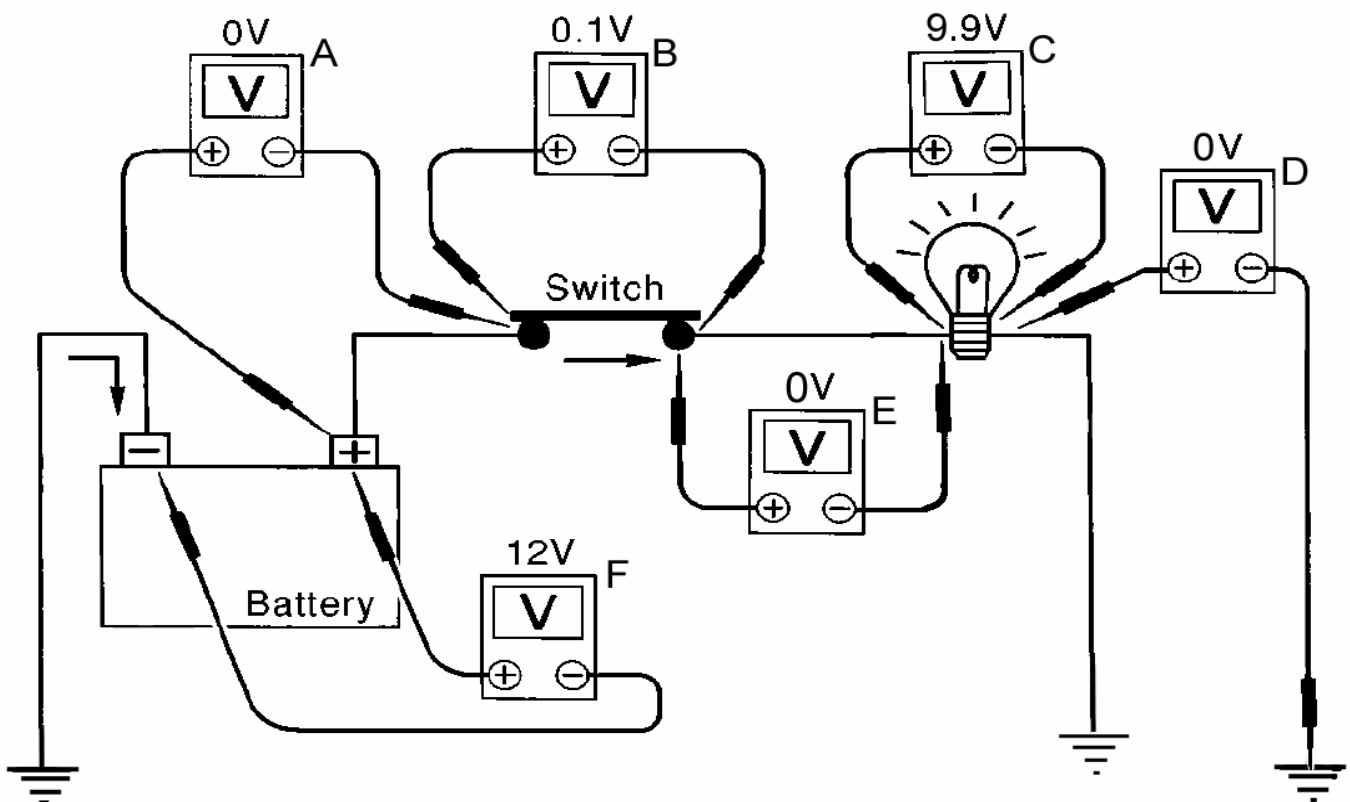 0V A
V
+ −
0.1V B
V
+ −
9.9V C
V
+ −
0V D
V
+ −
Switch
0V E
V
+ −
− +
Battery
12V F
V
+ −